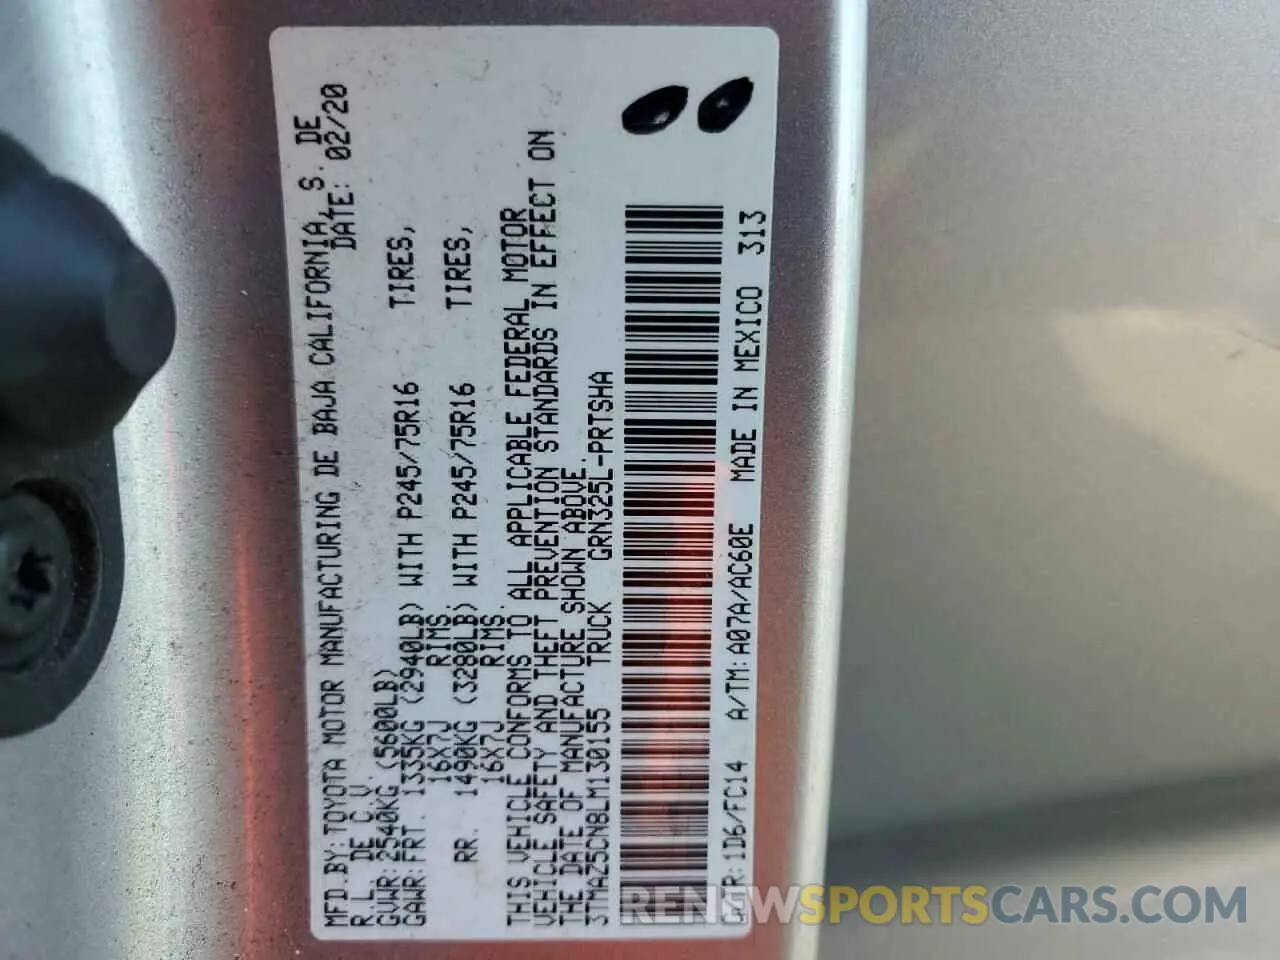 MFD.BY:TOYOTA MOTOR MANUFACTURING DE BAJA CALIFORNIA, S. DE
R.L. DE C.V. DATE: 02/20
GVWR:2540KG (5600LB)
GAWR:FRT. 1335KG (2940LB) WITH P245/75R16 TIRES,
16X7J RIMS.
RR. 1490KG (3280LB) WITH P245/75R16 TIRES,
16X7J RIMS.
THIS VEHICLE CONFORMS TO ALL APPLICABLE FEDERAL MOTOR
VEHICLE SAFETY AND THEFT PREVENTION STANDARDS IN EFFECT ON
THE DATE OF MANUFACTURE SHOWN ABOVE.
3TMAZ5CN8LM130155 TRUCK GRN325L-PRTSHA
C/TR:1D6/FC14 A/TM:A07A/AC60E MADE IN MEXICO 313
RENEWSPORTSCARS.COM